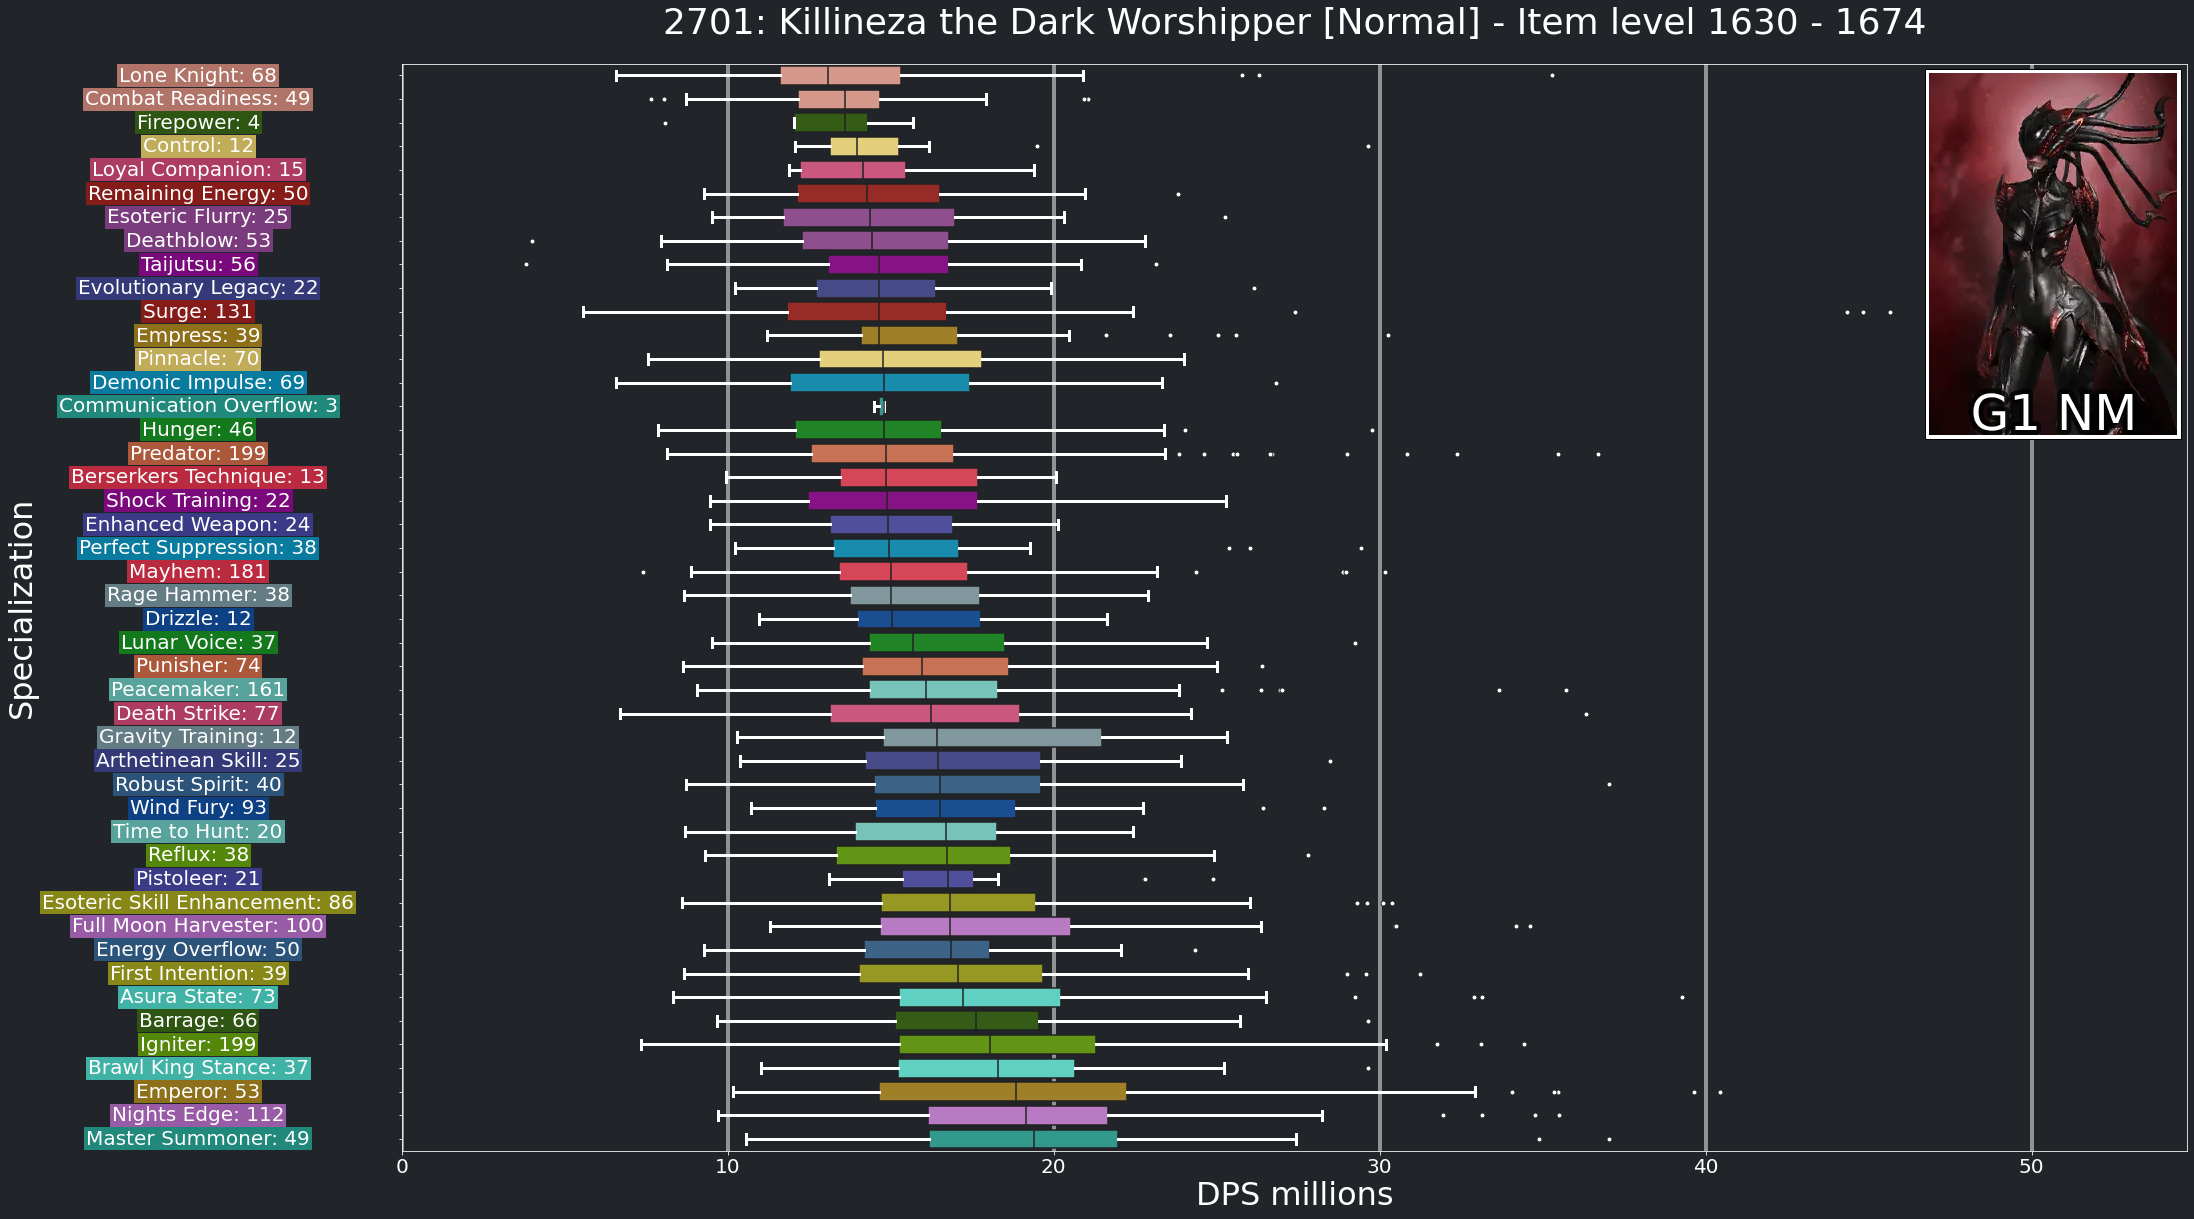 2701: Killineza the Dark Worshipper [Normal] - Item level 1630 - 1674
Lone Knight: 68
Combat Readiness: 49
Firepower: 4
Control: 12
Loyal Companion: 15
Remaining Energy: 50
Esoteric Flurry: 25
Deathblow: 53
Taijutsu: 56
Evolutionary Legacy: 22
Surge: 131
Empress: 39
Pinnacle: 70
Demonic Impulse: 69
Communication Overflow: 3
Hunger: 46
Predator: 199
Berserkers Technique: 13
Shock Training: 22
Enhanced Weapon: 24
Perfect Suppression: 38
Mayhem: 181
Rage Hammer: 38
Drizzle: 12
Lunar Voice: 37
Punisher: 74
Peacemaker: 161
Death Strike: 77
Gravity Training: 12
Arthetinean Skill: 25
Robust Spirit: 40
Wind Fury: 93
Time to Hunt: 20
Reflux: 38
Pistoleer: 21
Esoteric Skill Enhancement: 86
Full Moon Harvester: 100
Energy Overflow: 50
First Intention: 39
Asura State: 73
Barrage: 66
Igniter: 199
Brawl King Stance: 37
Emperor: 53
Nights Edge: 112
Master Summoner: 49
Specialization
G1 NM
0 10 20 30 40 50
DPS millions